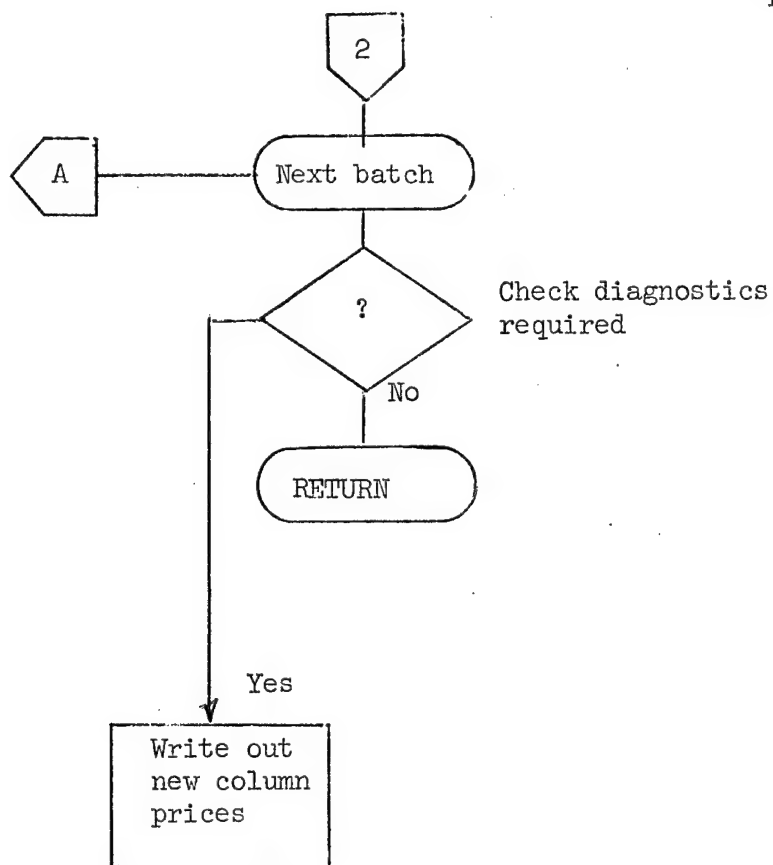 2
A
Next batch
?
Check diagnostics
required
No
RETURN
Yes
Write out
new column
prices